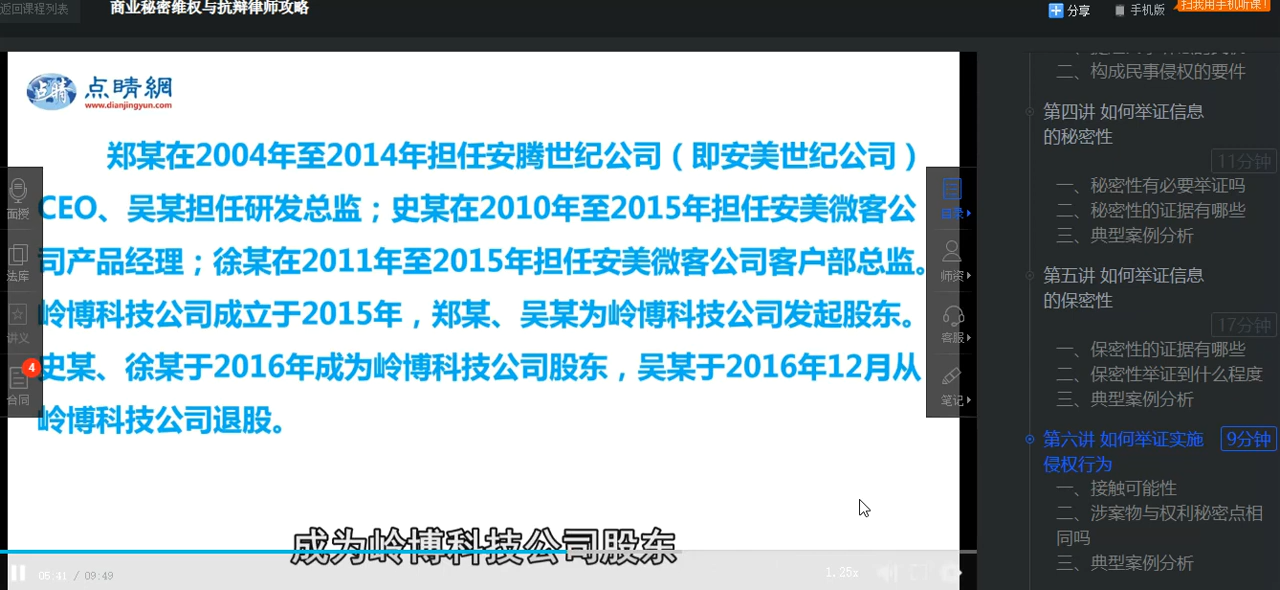 返回课程列表
商业秘密维权与抗辩律师攻略
分享
手机版
扫我用手机听课!
点睛
点睛網
www.dianjingyun.com
郑某在2004年至2014年担任安腾世纪公司（即安美世纪公司）
CEO、吴某担任研发总监；史某在2010年至2015年担任安美微客公
司产品经理；徐某在2011年至2015年担任安美微客公司客户部总监。
岭博科技公司成立于2015年，郑某、吴某为岭博科技公司发起股东。
史某、徐某于2016年成为岭博科技公司股东，吴某于2016年12月从
岭博科技公司退股。
成为岭博科技公司股东
06:41 / 09:49
1.25x
面授
法库
讲义
4
合同
目录
师资
客服
笔记
二、构成民事侵权的要件
第四讲 如何举证信息
的秘密性
11分钟
一、秘密性有必要举证吗
二、秘密性的证据有哪些
三、典型案例分析
第五讲 如何举证信息
的保密性
17分钟
一、保密性的证据有哪些
二、保密性举证到什么程度
三、典型案例分析
第六讲 如何举证实施
侵权行为
9分钟
一、接触可能性
二、涉案物与权利秘密点相
同吗
三、典型案例分析